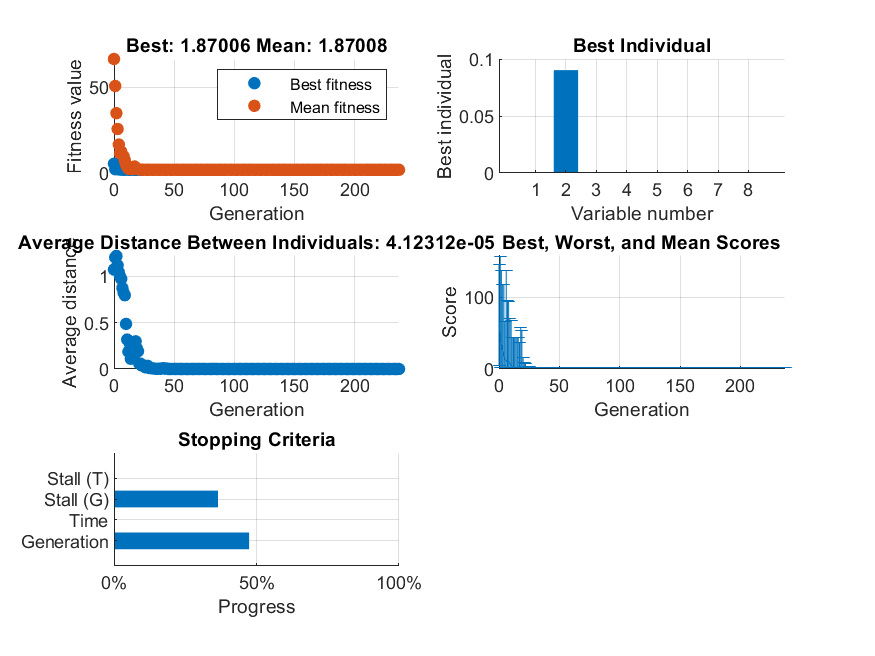 Best: 1.87006 Mean: 1.87008
Fitness value
50
0
Best fitness
Mean fitness
0 50 100 150 200
Generation
Best Individual
Best individual
0.1
0.05
0
1 2 3 4 5 6 7 8
Variable number
Average Distance Between Individuals: 4.12312e-05
Average distance
1
0.5
0
0 50 100 150 200
Generation
Best, Worst, and Mean Scores
Score
100
0
0 50 100 150 200
Generation
Stopping Criteria
Stall (T)
Stall (G)
Time
Generation
0% 50% 100%
Progress